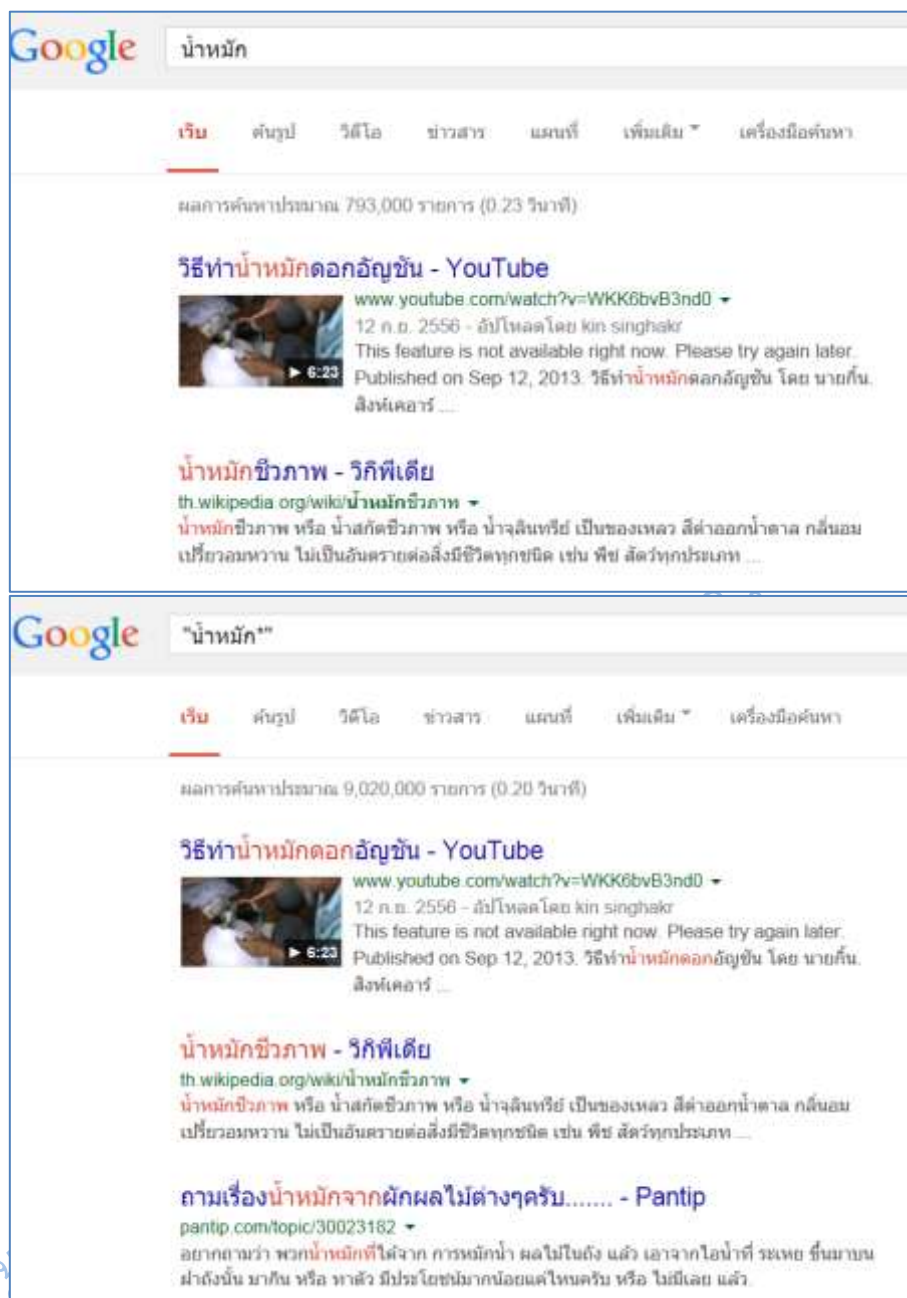 Google น้ำหมัก
เว็บ ค้นรูป วิดีโอ ข่าวสาร แผนที่ เพิ่มเติม เครื่องมือค้นหา
ผลการค้นหาประมาณ 793,000 รายการ (0.23 วินาที)
วิธีทำน้ำหมักดอกอัญชัน - YouTube
www.youtube.com/watch?v=WKK6bvB3nd0
12 ก.ย. 2556 - อัปโหลดโดย kin singhakr
This feature is not available right now. Please try again later.
6:23 Published on Sep 12, 2013. วิธีทำน้ำหมักดอกอัญชัน โดย นายกิ้น.
สิงห์เคอาร์ ...
น้ำหมักชีวภาพ - วิกิพีเดีย
th.wikipedia.org/wiki/น้ำหมักชีวภาพ
น้ำหมักชีวภาพ หรือ น้ำสกัดชีวภาพ หรือ น้ำจุลินทรีย์ เป็นของเหลว สีดำออกน้ำตาล กลิ่นอม
เปรี้ยวอมหวาน ไม่เป็นอันตรายต่อสิ่งมีชีวิตทุกชนิด เช่น พืช สัตว์ทุกประเภท ...
Google "น้ำหมัก*"
เว็บ ค้นรูป วิดีโอ ข่าวสาร แผนที่ เพิ่มเติม เครื่องมือค้นหา
ผลการค้นหาประมาณ 9,020,000 รายการ (0.20 วินาที)
วิธีทำน้ำหมักดอกอัญชัน - YouTube
www.youtube.com/watch?v=WKK6bvB3nd0
12 ก.ย. 2556 - อัปโหลดโดย kin singhakr
This feature is not available right now. Please try again later.
6:23 Published on Sep 12, 2013. วิธีทำน้ำหมักดอกอัญชัน โดย นายกิ้น.
สิงห์เคอาร์ ...
น้ำหมักชีวภาพ - วิกิพีเดีย
th.wikipedia.org/wiki/น้ำหมักชีวภาพ
น้ำหมักชีวภาพ หรือ น้ำสกัดชีวภาพ หรือ น้ำจุลินทรีย์ เป็นของเหลว สีดำออกน้ำตาล กลิ่นอม
เปรี้ยวอมหวาน ไม่เป็นอันตรายต่อสิ่งมีชีวิตทุกชนิด เช่น พืช สัตว์ทุกประเภท ...
ถามเรื่องน้ำหมักจากผักผลไม้ต่างๆครับ....... - Pantip
pantip.com/topic/30023182
อยากถามว่า พวกน้ำหมักที่ได้จาก การหมักน้ำ ผลไม้ในถัง แล้ว เอาจากไอน้ำที่ ระเหย ขึ้นมาบน
ฝาถังนั้น มากิน หรือ ทาตัว มีประโยชน์มากน้อยแค่ไหนครับ หรือ ไม่มีเลย แล้ว.